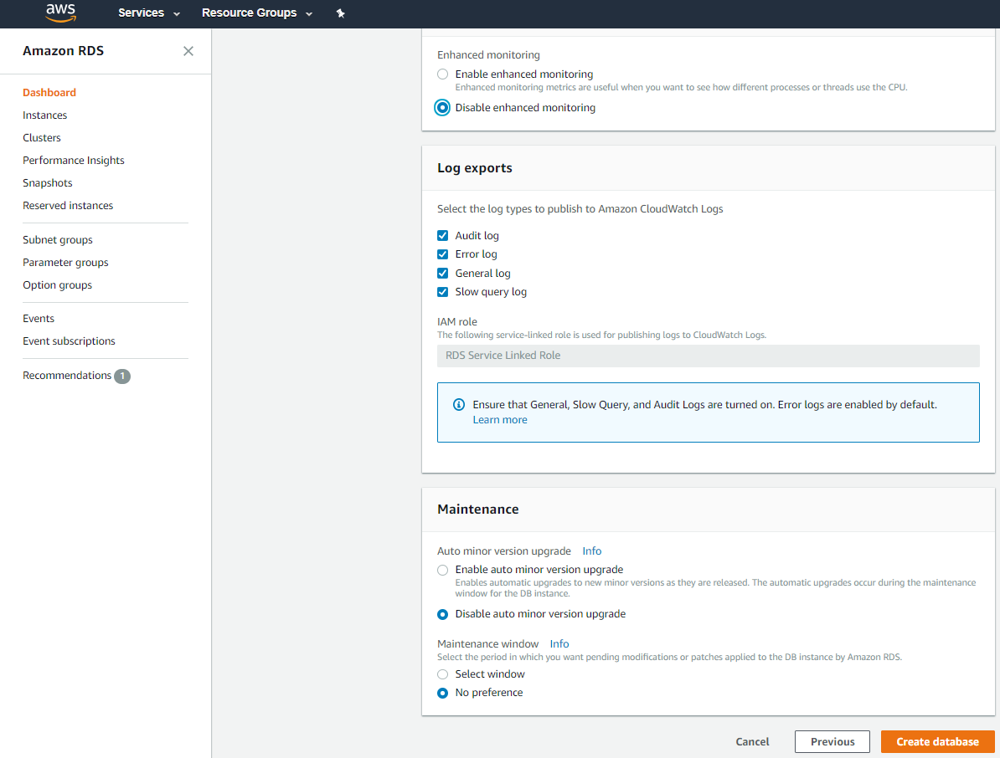 aws
Services
Resource Groups
Amazon RDS
Dashboard
Instances
Clusters
Performance Insights
Snapshots
Reserved instances
Subnet groups
Parameter groups
Option groups
Events
Event subscriptions
Recommendations 1
Enhanced monitoring
Enable enhanced monitoring
Enhanced monitoring metrics are useful when you want to see how different processes or threads use the CPU.
Disable enhanced monitoring
Log exports
Select the log types to publish to Amazon CloudWatch Logs
Audit log
Error log
General log
Slow query log
IAM role
The following service-linked role is used for publishing logs to CloudWatch Logs.
RDS Service Linked Role
Ensure that General, Slow Query, and Audit Logs are turned on. Error logs are enabled by default.
Learn more
Maintenance
Auto minor version upgrade Info
Enable auto minor version upgrade
Enables automatic upgrades to new minor versions as they are released. The automatic upgrades occur during the maintenance
window for the DB instance.
Disable auto minor version upgrade
Maintenance window Info
Select the period in which you want pending modifications or patches applied to the DB instance by Amazon RDS.
Select window
No preference
Cancel
Previous
Create database